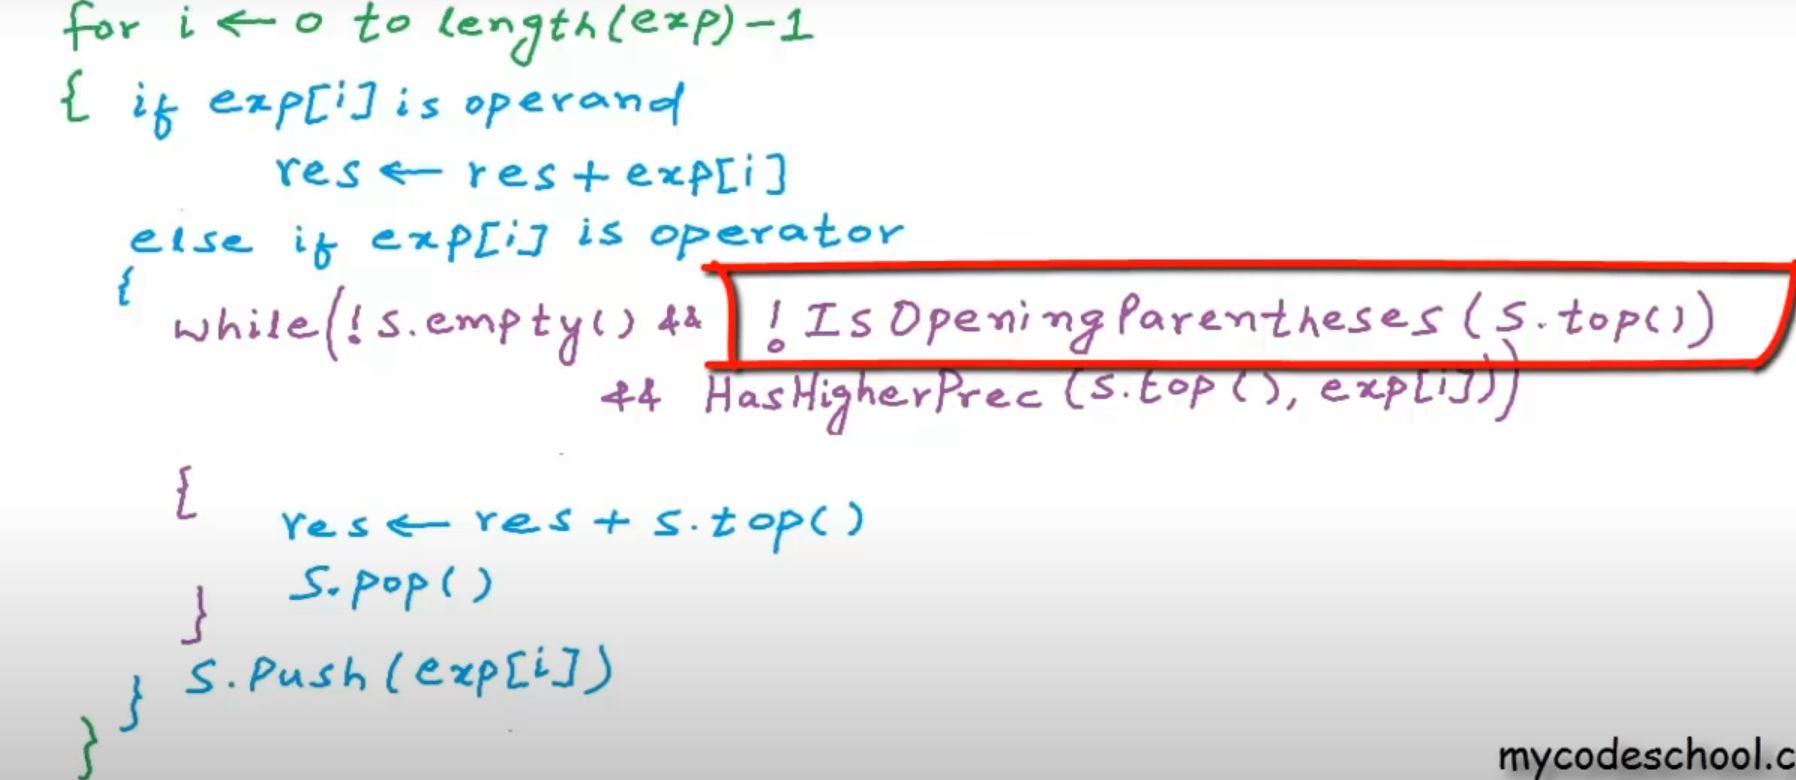 for i ← 0 to length(exp)-1
{ if exp[i] is operand
res ← res + exp[i]
else if exp[i] is operator
{
while(!s.empty() && !IsOpeningParentheses(s.top())
&& HasHigherPrec(s.top(), exp[i]))
{
res ← res + s.top()
s.pop()
}
s.push(exp[i])
}
}
mycodeschool.c